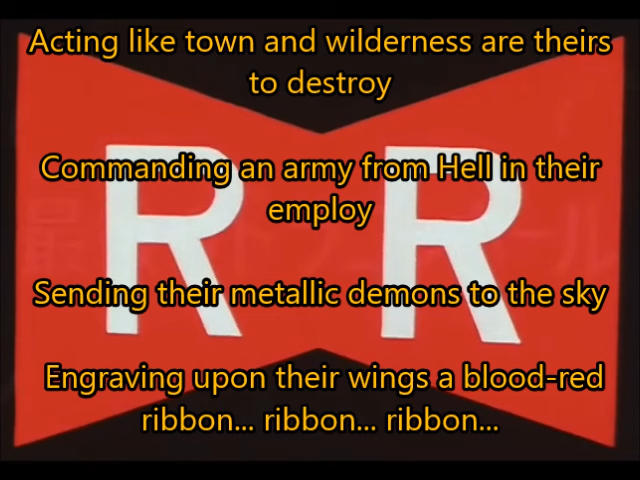 Acting like town and wilderness are theirs
to destroy
Commanding an army from Hell in their
employ
R R
Sending their metallic demons to the sky
Engraving upon their wings a blood-red
ribbon... ribbon... ribbon...